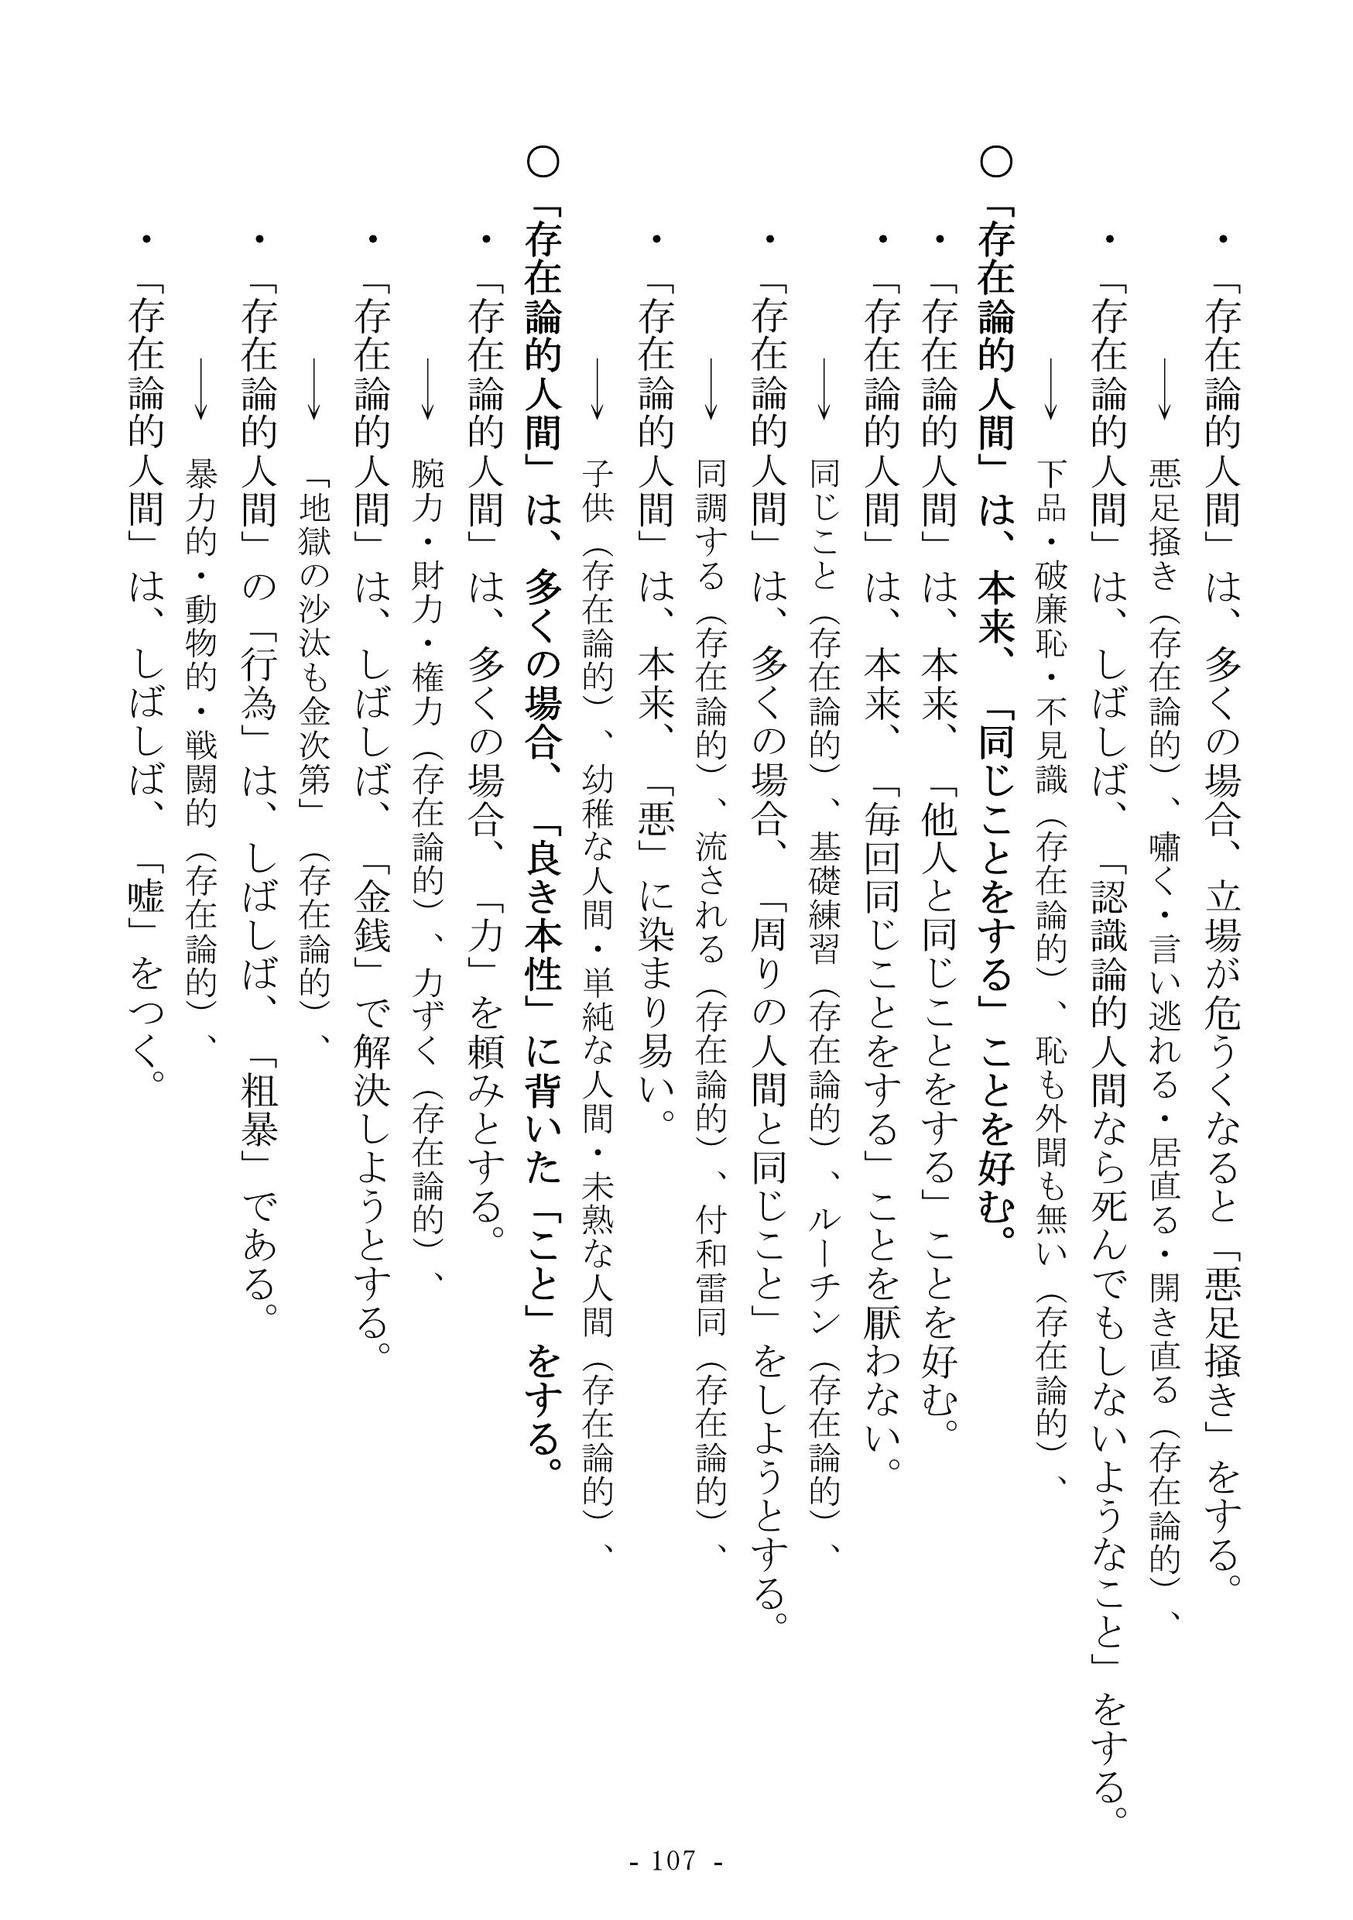 ・「存在論的人間」は、多くの場合、立場が危うくなると「悪足掻き」をする。
→ 悪足掻き（存在論的）、嘯く・言い逃れる・居直る・開き直る（存在論的）、
・「存在論的人間」は、しばしば、「認識論的人間なら死んでもしないようなこと」をする。
→ 下品・破廉恥・不見識（存在論的）、恥も外聞も無い（存在論的）、
〇「存在論的人間」は、本来、「同じことをする」ことを好む。
・「存在論的人間」は、本来、「他人と同じことをする」ことを好む。
・「存在論的人間」は、本来、「毎回同じことをする」ことを厭わない。
→ 同じこと（存在論的）、基礎練習（存在論的）、ルーチン（存在論的）、
・「存在論的人間」は、多くの場合、「周りの人間と同じこと」をしようとする。
→ 同調する（存在論的）、流される（存在論的）、付和雷同（存在論的）、
・「存在論的人間」は、本来、「悪」に染まり易い。
→ 子供（存在論的）、幼稚な人間・単純な人間・未熟な人間（存在論的）、
〇「存在論的人間」は、多くの場合、「良き本性」に背いた「こと」をする。
・「存在論的人間」は、多くの場合、「力」を頼みとする。
→ 腕力・財力・権力（存在論的）、力ずく（存在論的）、
・「存在論的人間」は、しばしば、「金銭」で解決しようとする。
→ 「地獄の沙汰も金次第」（存在論的）、
・「存在論的人間」の「行為」は、しばしば、「粗暴」である。
→ 暴力的・動物的・戦闘的（存在論的）、
・「存在論的人間」は、しばしば、「嘘」をつく。
- 107 -